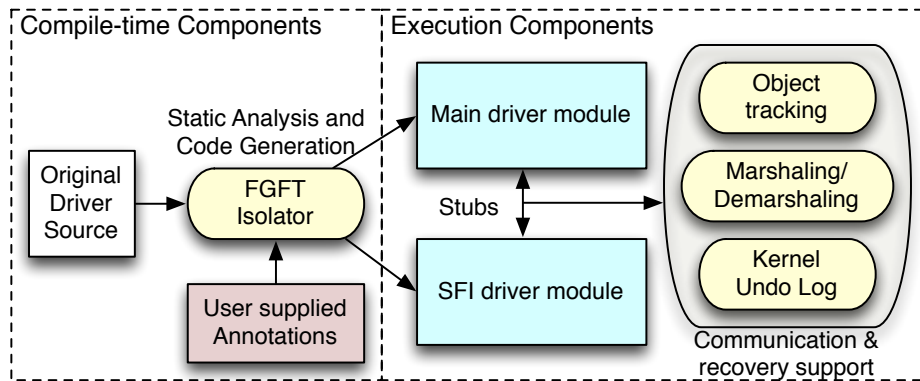 Compile-time Components
Execution Components
Static Analysis and
Code Generation
Original
Driver
Source
FGFT
Isolator
User supplied
Annotations
Main driver module
Stubs
SFI driver module
Object
tracking
Marshaling/
Demarshaling
Kernel
Undo Log
Communication &
recovery support